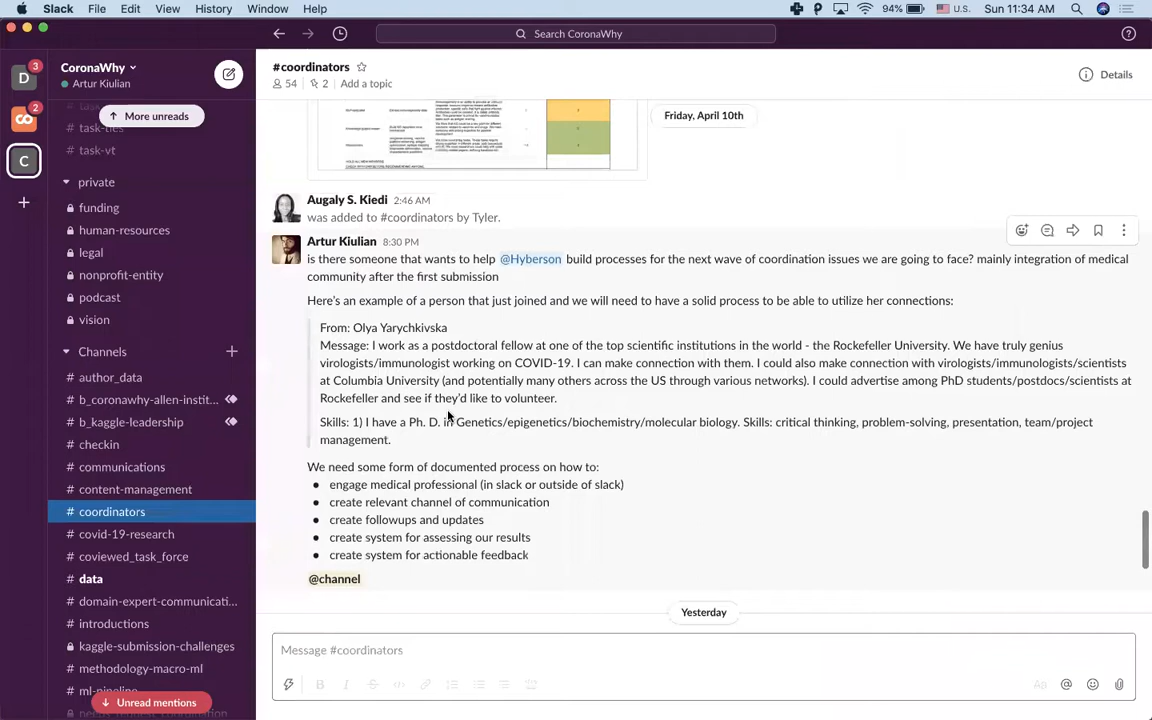 Slack File Edit View History Window Help
94% U.S. Sun 11:34 AM
Search CoronaWhy
D 3
2
C
CoronaWhy
Artur Kiulian
More unreads
# task-ties
# task-vt
private
funding
human-resources
legal
nonprofit-entity
podcast
vision
Channels
# author_data
# b_coronawhy-allen-instit...
# b_kaggle-leadership
# checkin
# communications
# content-management
# coordinators
# covid-19-research
# coviewed_task_force
# data
# domain-expert-communicati...
# introductions
kaggle-submission-challenges
# methodology-macro-ml
# ml-pipeline
Unread mentions
#coordinators
54 2 Add a topic
Details
Friday, April 10th
Augaly S. Kiedi 2:46 AM
was added to #coordinators by Tyler.
Artur Kiulian 8:30 PM
is there someone that wants to help @Hyberson build processes for the next wave of coordination issues we are going to face? mainly integration of medical
community after the first submission
Here's an example of a person that just joined and we will need to have a solid process to be able to utilize her connections:
From: Olya Yarychkivska
Message: I work as a postdoctoral fellow at one of the top scientific institutions in the world - the Rockefeller University. We have truly genius
virologists/immunologist working on COVID-19. I can make connection with them. I could also make connection with virologists/immunologists/scientists
at Columbia University (and potentially many others across the US through various networks). I could advertise among PhD students/postdocs/scientists at
Rockefeller and see if they'd like to volunteer.
Skills: 1) I have a Ph. D. in Genetics/epigenetics/biochemistry/molecular biology. Skills: critical thinking, problem-solving, presentation, team/project
management.
We need some form of documented process on how to:
● engage medical professional (in slack or outside of slack)
● create relevant channel of communication
● create followups and updates
● create system for assessing our results
● create system for actionable feedback
@channel
Yesterday
Message #coordinators
B I S Aa @